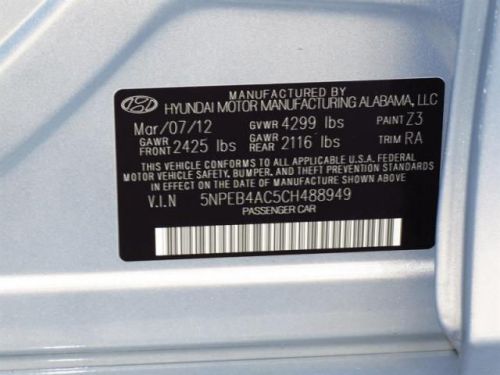 MANUFACTURED BY
HYUNDAI MOTOR MANUFACTURING ALABAMA, LLC
Mar/07/12 GVWR 4299 lbs PAINT Z3
GAWR FRONT 2425 lbs GAWR REAR 2116 lbs TRIM RA
THIS VEHICLE CONFORMS TO ALL APPLICABLE U.S.A. FEDERAL
MOTOR VEHICLE SAFETY, BUMPER, AND THEFT PREVENTION STANDARDS
IN EFFECT ON THE DATE OF MANUFACTURE SHOWN ABOVE.
V.I.N 5NPEB4AC5CH488949
PASSENGER CAR